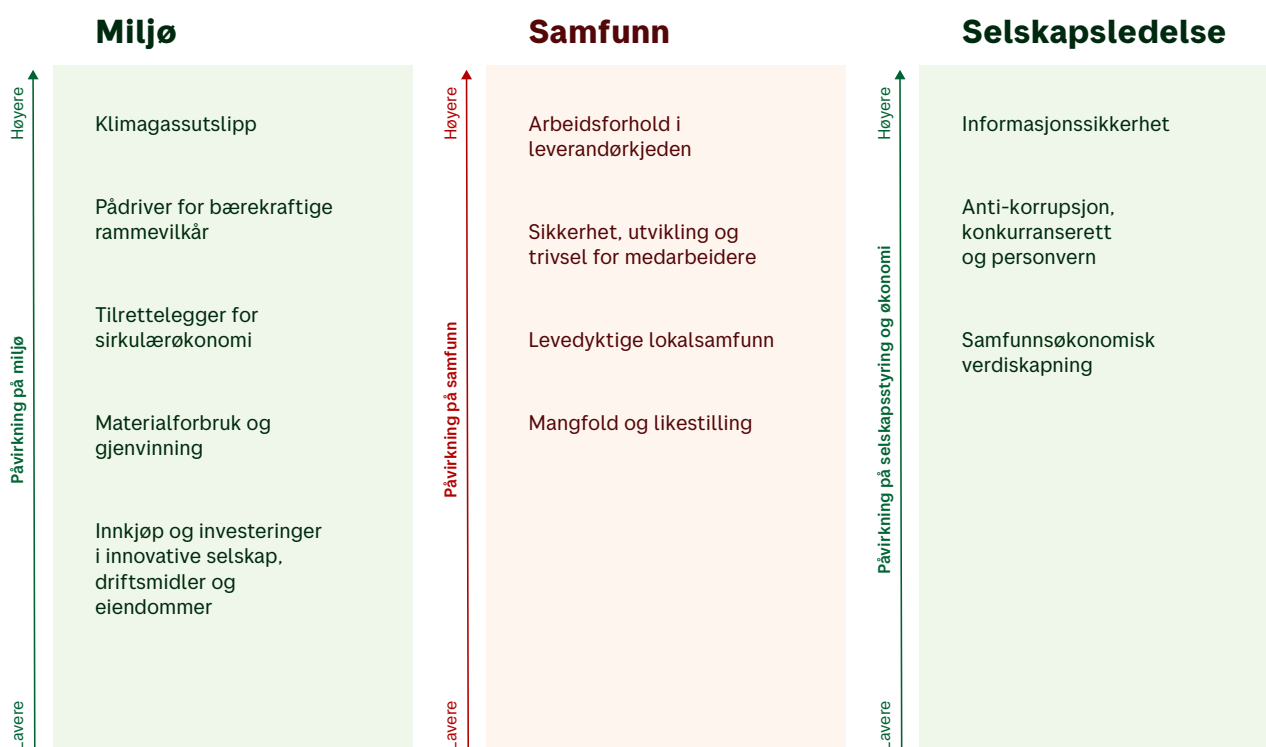 Miljø
Høyere
Påvirkning på miljø
Lavere
Klimagassutslipp
Pådriver for bærekraftige
rammevilkår
Tilrettelegger for
sirkulærøkonomi
Materialforbruk og
gjenvinning
Innkjøp og investeringer
i innovative selskap,
driftsmidler og
eiendommer
Samfunn
Høyere
Påvirkning på samfunn
Lavere
Arbeidsforhold i
leverandørkjeden
Sikkerhet, utvikling og
trivsel for medarbeidere
Levedyktige lokalsamfunn
Mangfold og likestilling
Selskapsledelse
Høyere
Påvirkning på selskapsstyring og økonomi
Lavere
Informasjonssikkerhet
Anti-korrupsjon,
konkurranserett
og personvern
Samfunnsøkonomisk
verdiskapning